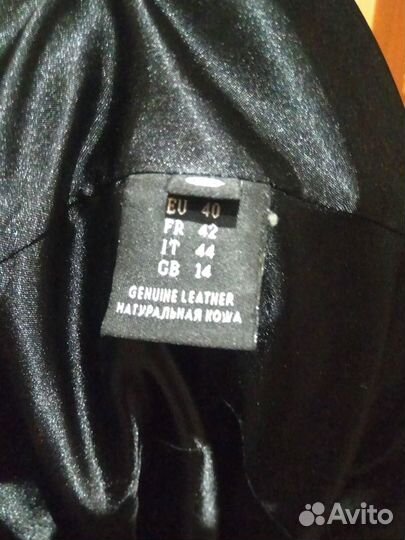 EU 40
FR 42
IT 44
GB 14
GENUINE LEATHER
НАТУРАЛЬНАЯ КОЖА
Avito